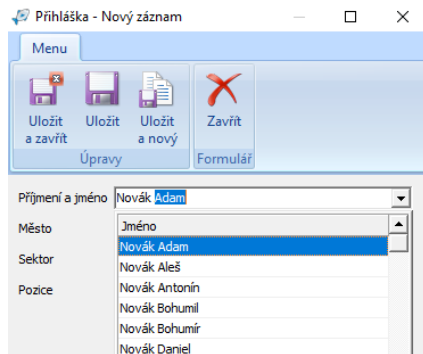 Přihláška - Nový záznam
Menu
Uložit a zavřít
Uložit
Uložit a nový
Zavřít
Úpravy
Formulář
Příjmení a jméno Novák Adam
Město
Jméno
Novák Adam
Sektor
Novák Aleš
Pozice
Novák Antonín
Novák Bohumil
Novák Bohumír
Novák Daniel